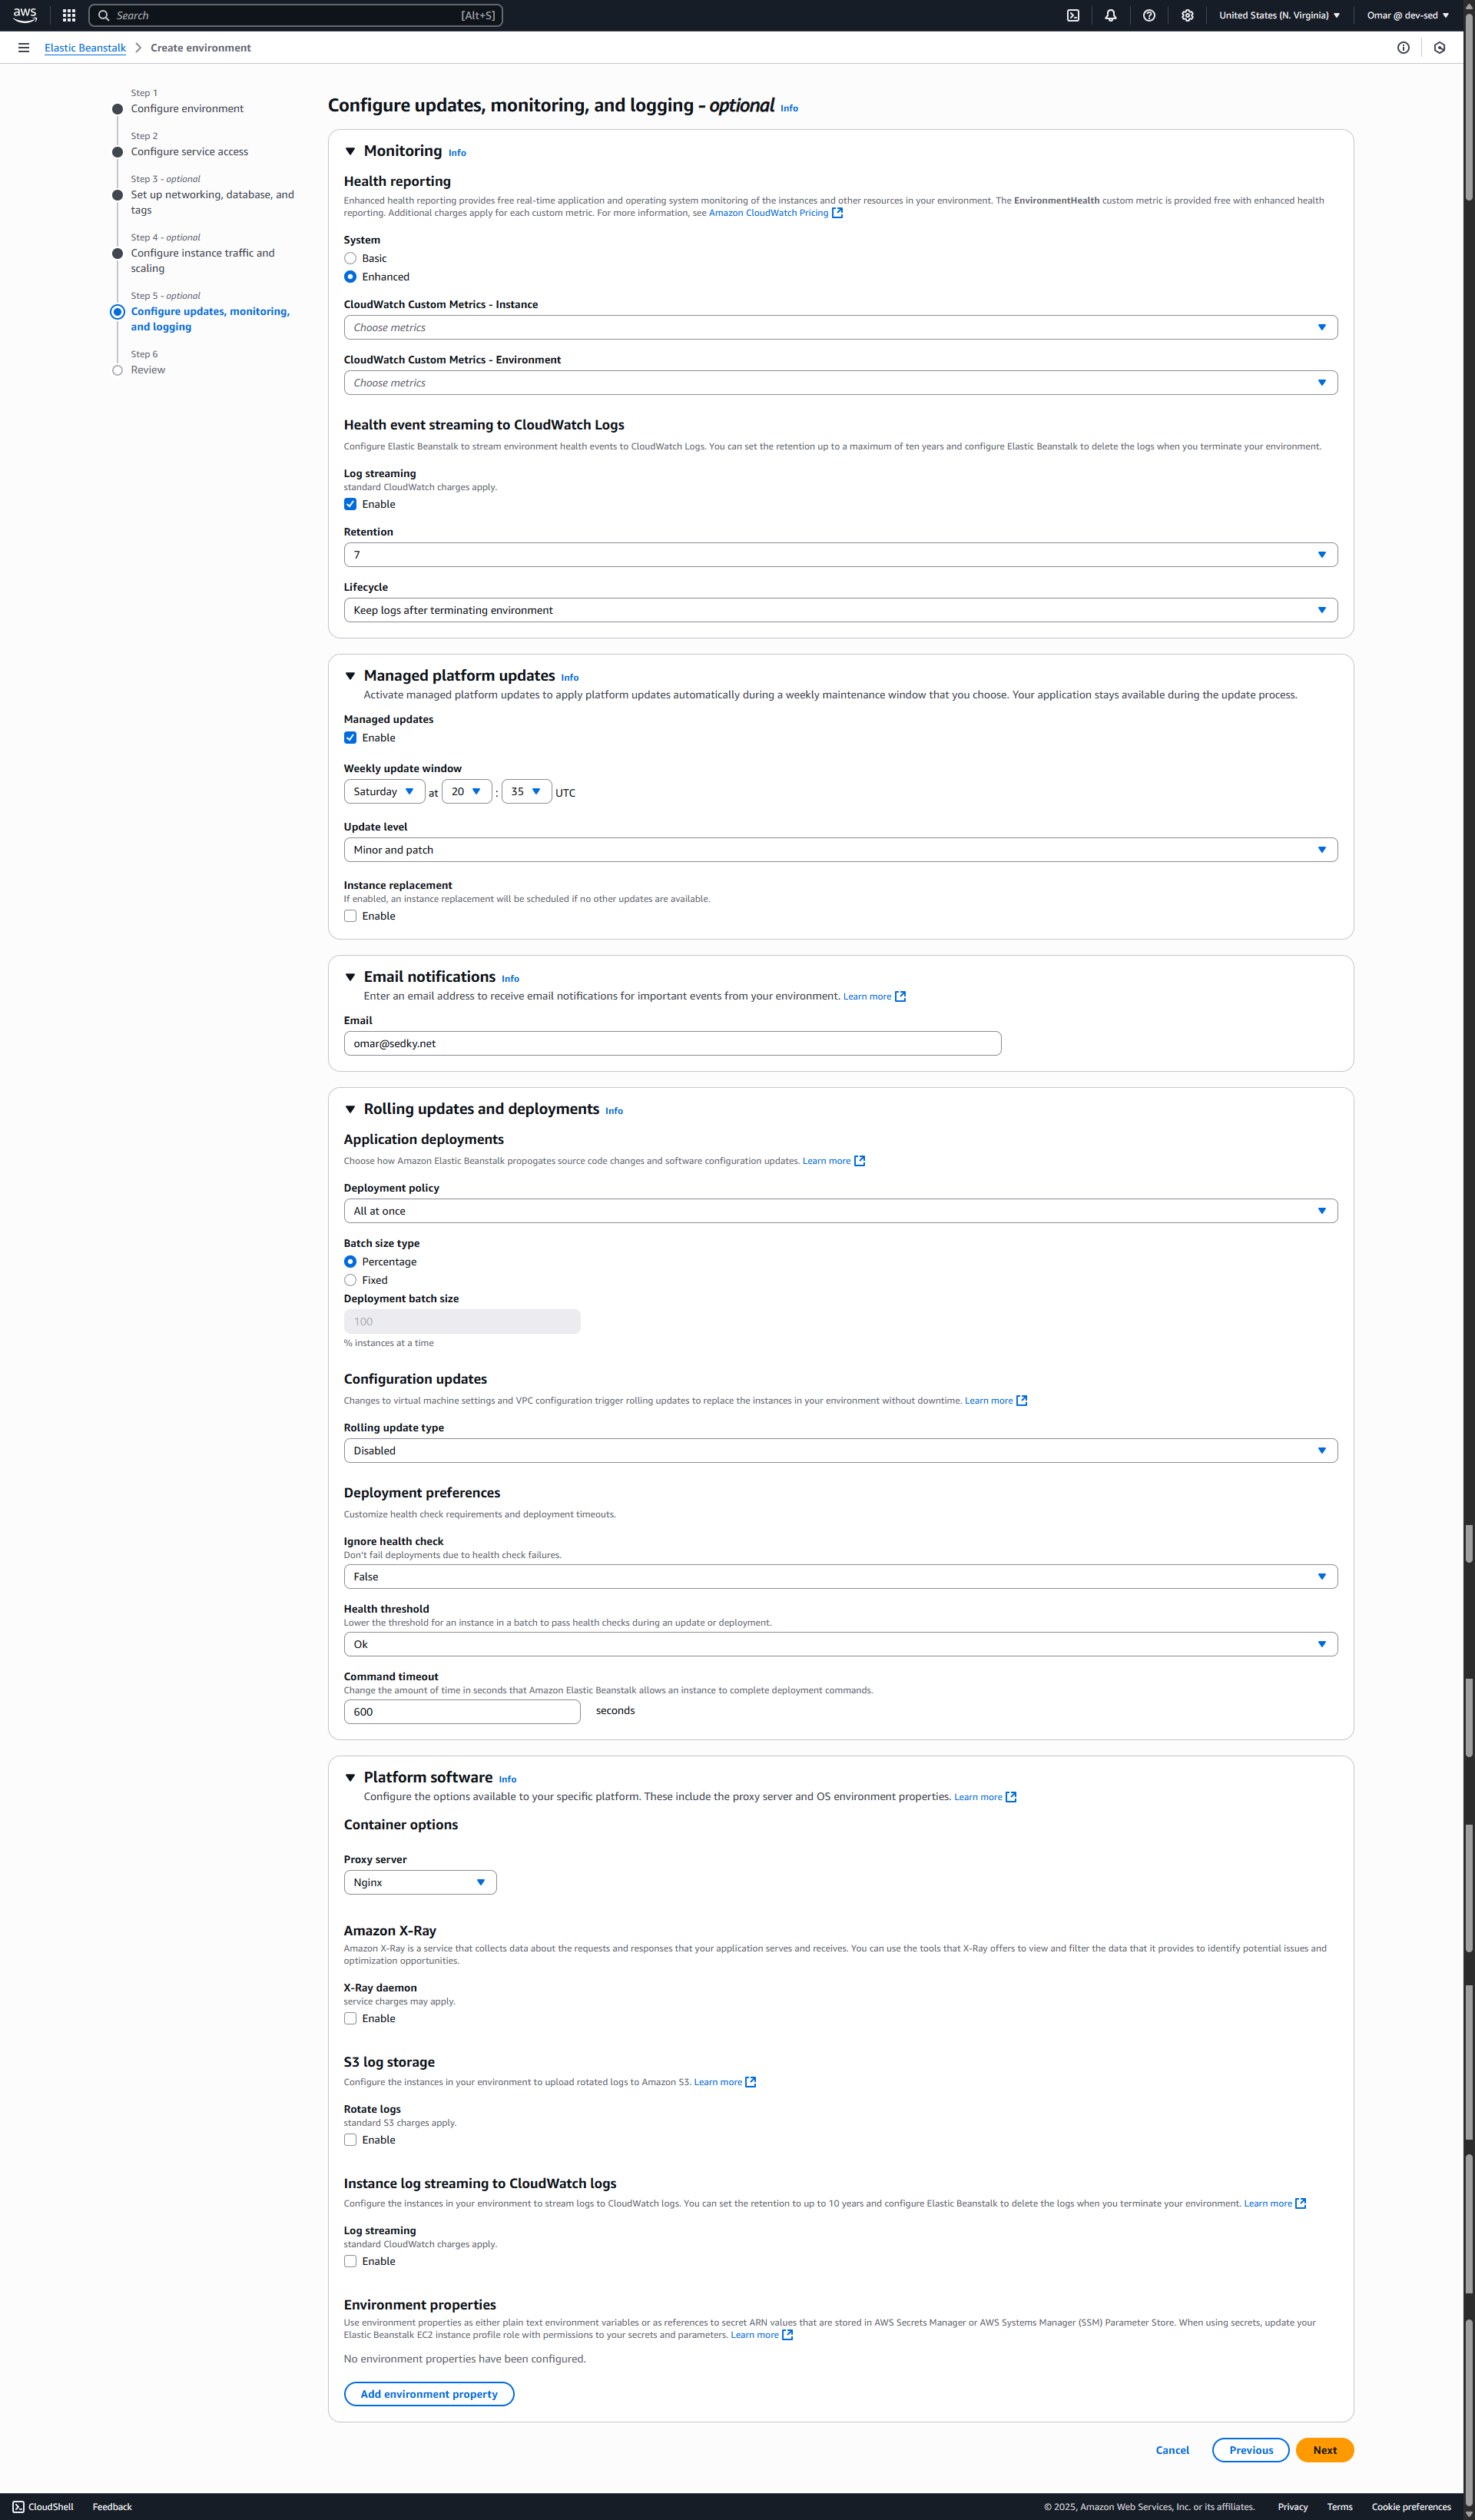 aws
Search [Alt+S]
United States (N. Virginia)
Omar @ dev-sed
Elastic Beanstalk
Create environment
Step 1
Configure environment
Step 2
Configure service access
Step 3 - optional
Set up networking, database, and
tags
Step 4 - optional
Configure instance traffic and
scaling
Step 5 - optional
Configure updates, monitoring,
and logging
Step 6
Review
Configure updates, monitoring, and logging - optional Info
Monitoring Info
Health reporting
Enhanced health reporting provides free real-time application and operating system monitoring of the instances and other resources in your environment. The EnvironmentHealth custom metric is provided free with enhanced health
reporting. Additional charges apply for each custom metric. For more information, see Amazon CloudWatch Pricing
System
Basic
Enhanced
CloudWatch Custom Metrics - Instance
Choose metrics
CloudWatch Custom Metrics - Environment
Choose metrics
Health event streaming to CloudWatch Logs
Configure Elastic Beanstalk to stream environment health events to CloudWatch Logs. You can set the retention up to a maximum of ten years and configure Elastic Beanstalk to delete the logs when you terminate your environment.
Log streaming
standard CloudWatch charges apply.
Enable
Retention
7
Lifecycle
Keep logs after terminating environment
Managed platform updates Info
Activate managed platform updates to apply platform updates automatically during a weekly maintenance window that you choose. Your application stays available during the update process.
Managed updates
Enable
Weekly update window
Saturday at 20 : 35 UTC
Update level
Minor and patch
Instance replacement
If enabled, an instance replacement will be scheduled if no other updates are available.
Enable
Email notifications Info
Enter an email address to receive email notifications for important events from your environment. Learn more
Email
omar@sedky.net
Rolling updates and deployments Info
Application deployments
Choose how Amazon Elastic Beanstalk propogates source code changes and software configuration updates. Learn more
Deployment policy
All at once
Batch size type
Percentage
Fixed
Deployment batch size
100
% instances at a time
Configuration updates
Changes to virtual machine settings and VPC configuration trigger rolling updates to replace the instances in your environment without downtime. Learn more
Rolling update type
Disabled
Deployment preferences
Customize health check requirements and deployment timeouts.
Ignore health check
Don't fail deployments due to health check failures.
False
Health threshold
Lower the threshold for an instance in a batch to pass health checks during an update or deployment.
Ok
Command timeout
Change the amount of time in seconds that Amazon Elastic Beanstalk allows an instance to complete deployment commands.
600 seconds
Platform software Info
Configure the options available to your specific platform. These include the proxy server and OS environment properties. Learn more
Container options
Proxy server
Nginx
Amazon X-Ray
Amazon X-Ray is a service that collects data about the requests and responses that your application serves and receives. You can use the tools that X-Ray offers to view and filter the data that it provides to identify potential issues and
optimization opportunities.
X-Ray daemon
service charges may apply.
Enable
S3 log storage
Configure the instances in your environment to upload rotated logs to Amazon S3. Learn more
Rotate logs
standard S3 charges apply.
Enable
Instance log streaming to CloudWatch logs
Configure the instances in your environment to stream logs to CloudWatch logs. You can set the retention to up to 10 years and configure Elastic Beanstalk to delete the logs when you terminate your environment. Learn more
Log streaming
standard CloudWatch charges apply.
Enable
Environment properties
Use environment properties as either plain text environment variables or as references to secret ARN values that are stored in AWS Secrets Manager or AWS Systems Manager (SSM) Parameter Store. When using secrets, update your
Elastic Beanstalk EC2 instance profile role with permissions to your secrets and parameters. Learn more
No environment properties have been configured.
Add environment property
Cancel
Previous
Next
CloudShell
Feedback
© 2025, Amazon Web Services, Inc. or its affiliates.
Privacy
Terms
Cookie preferences